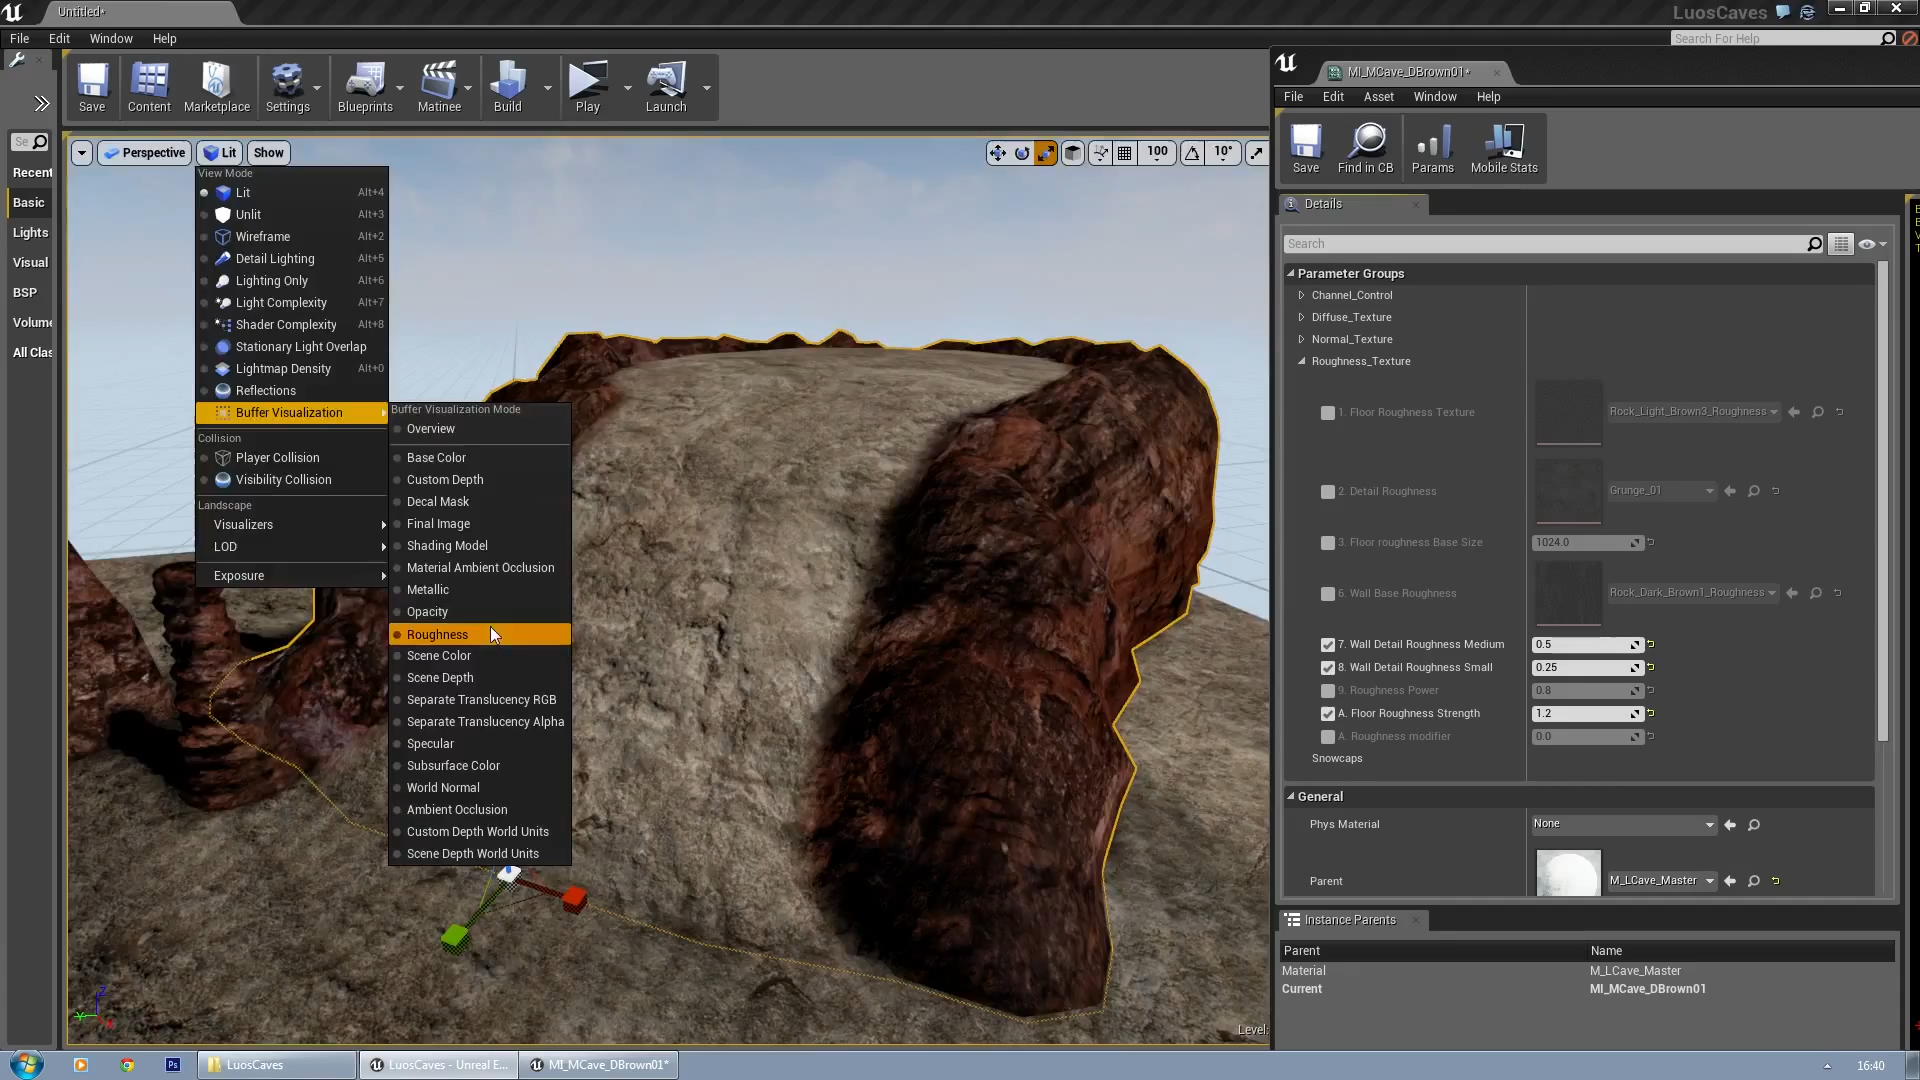 Untitled*
LuosCaves
File Edit Window Help
Search For Help
Save Content Marketplace Settings Blueprints Matinee Build Play Launch
Se
Recent
Basic
Lights
Visual
BSP
Volume
All Clas
Perspective Lit Show
100 10°
View Mode
Lit Alt+4
Unlit Alt+3
Wireframe Alt+2
Detail Lighting Alt+5
Lighting Only Alt+6
Light Complexity Alt+7
Shader Complexity Alt+8
Stationary Light Overlap
Lightmap Density Alt+0
Reflections
Buffer Visualization
Collision
Player Collision
Visibility Collision
Landscape
Visualizers
LOD
Exposure
Buffer Visualization Mode
Overview
Base Color
Custom Depth
Decal Mask
Final Image
Shading Model
Material Ambient Occlusion
Metallic
Opacity
Roughness
Scene Color
Scene Depth
Separate Translucency RGB
Separate Translucency Alpha
Specular
Subsurface Color
World Normal
Ambient Occlusion
Custom Depth World Units
Scene Depth World Units
Level:
MI_MCave_DBrown01*
File Edit Asset Window Help
Save Find in CB Params Mobile Stats
Details
Search
Parameter Groups
Channel_Control
Diffuse_Texture
Normal_Texture
Roughness_Texture
1. Floor Roughness Texture Rock_Light_Brown3_Roughness
2. Detail Roughness Grunge_01
3. Floor roughness Base Size 1024.0
6. Wall Base Roughness Rock_Dark_Brown1_Roughness
7. Wall Detail Roughness Medium 0.5
8. Wall Detail Roughness Small 0.25
9. Roughness Power 0.8
A. Floor Roughness Strength 1.2
A. Roughness modifier 0.0
Snowcaps
General
Phys Material None
Parent M_LCave_Master
Instance Parents
Parent Name
Material M_LCave_Master
Current MI_MCave_DBrown01
LuosCaves LuosCaves - Unreal E... MI_MCave_DBrown01* 16:40